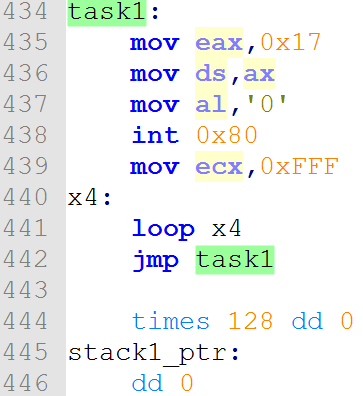 434 task1:
435     mov eax,0x17
436     mov ds,ax
437     mov al,'0'
438     int 0x80
439     mov ecx,0xFFF
440 x4:
441     loop x4
442     jmp task1
443
444     times 128 dd 0
445 stack1_ptr:
446     dd 0